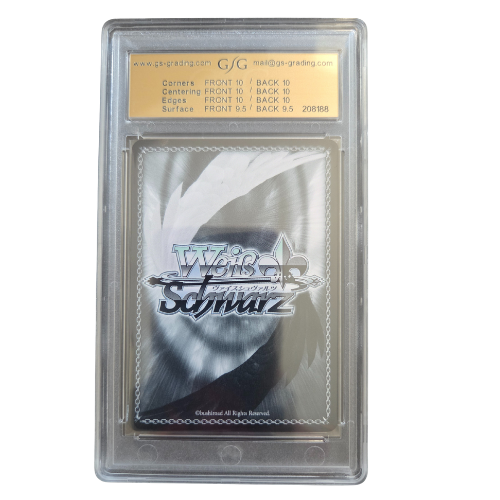 www.gs-grading.com GSG mail@gs-grading.com
Corners FRONT 10 / BACK 10
Centering FRONT 10 / BACK 10
Edges FRONT 10 / BACK 10
Surface FRONT 9.5 / BACK 9.5 208188
Weiß
ヴァイスシュヴァルツ
Schwarz
©bushiroad All Rights Reserved.